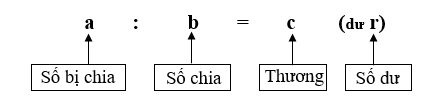 a : b = c (dư r)
Số bị chia Số chia Thương Số dư